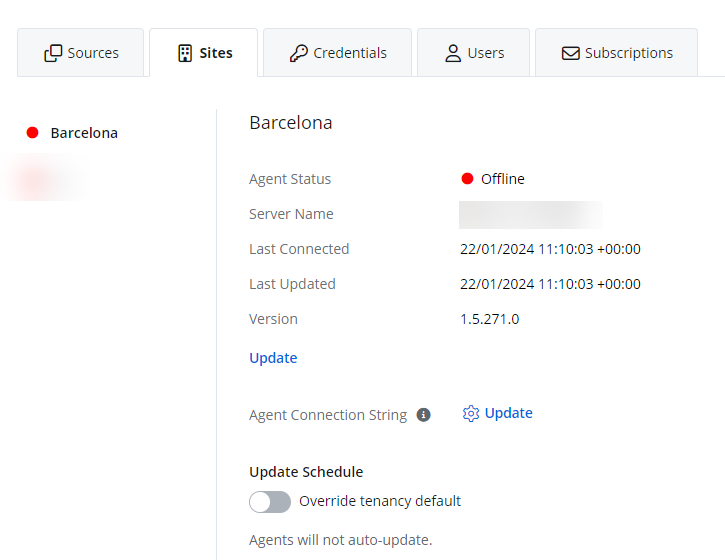 Sources Sites Credentials Users Subscriptions
Barcelona
Barcelona
Agent Status Offline
Server Name
Last Connected 22/01/2024 11:10:03 +00:00
Last Updated 22/01/2024 11:10:03 +00:00
Version 1.5.271.0
Update
Agent Connection String Update
Update Schedule
Override tenancy default
Agents will not auto-update.